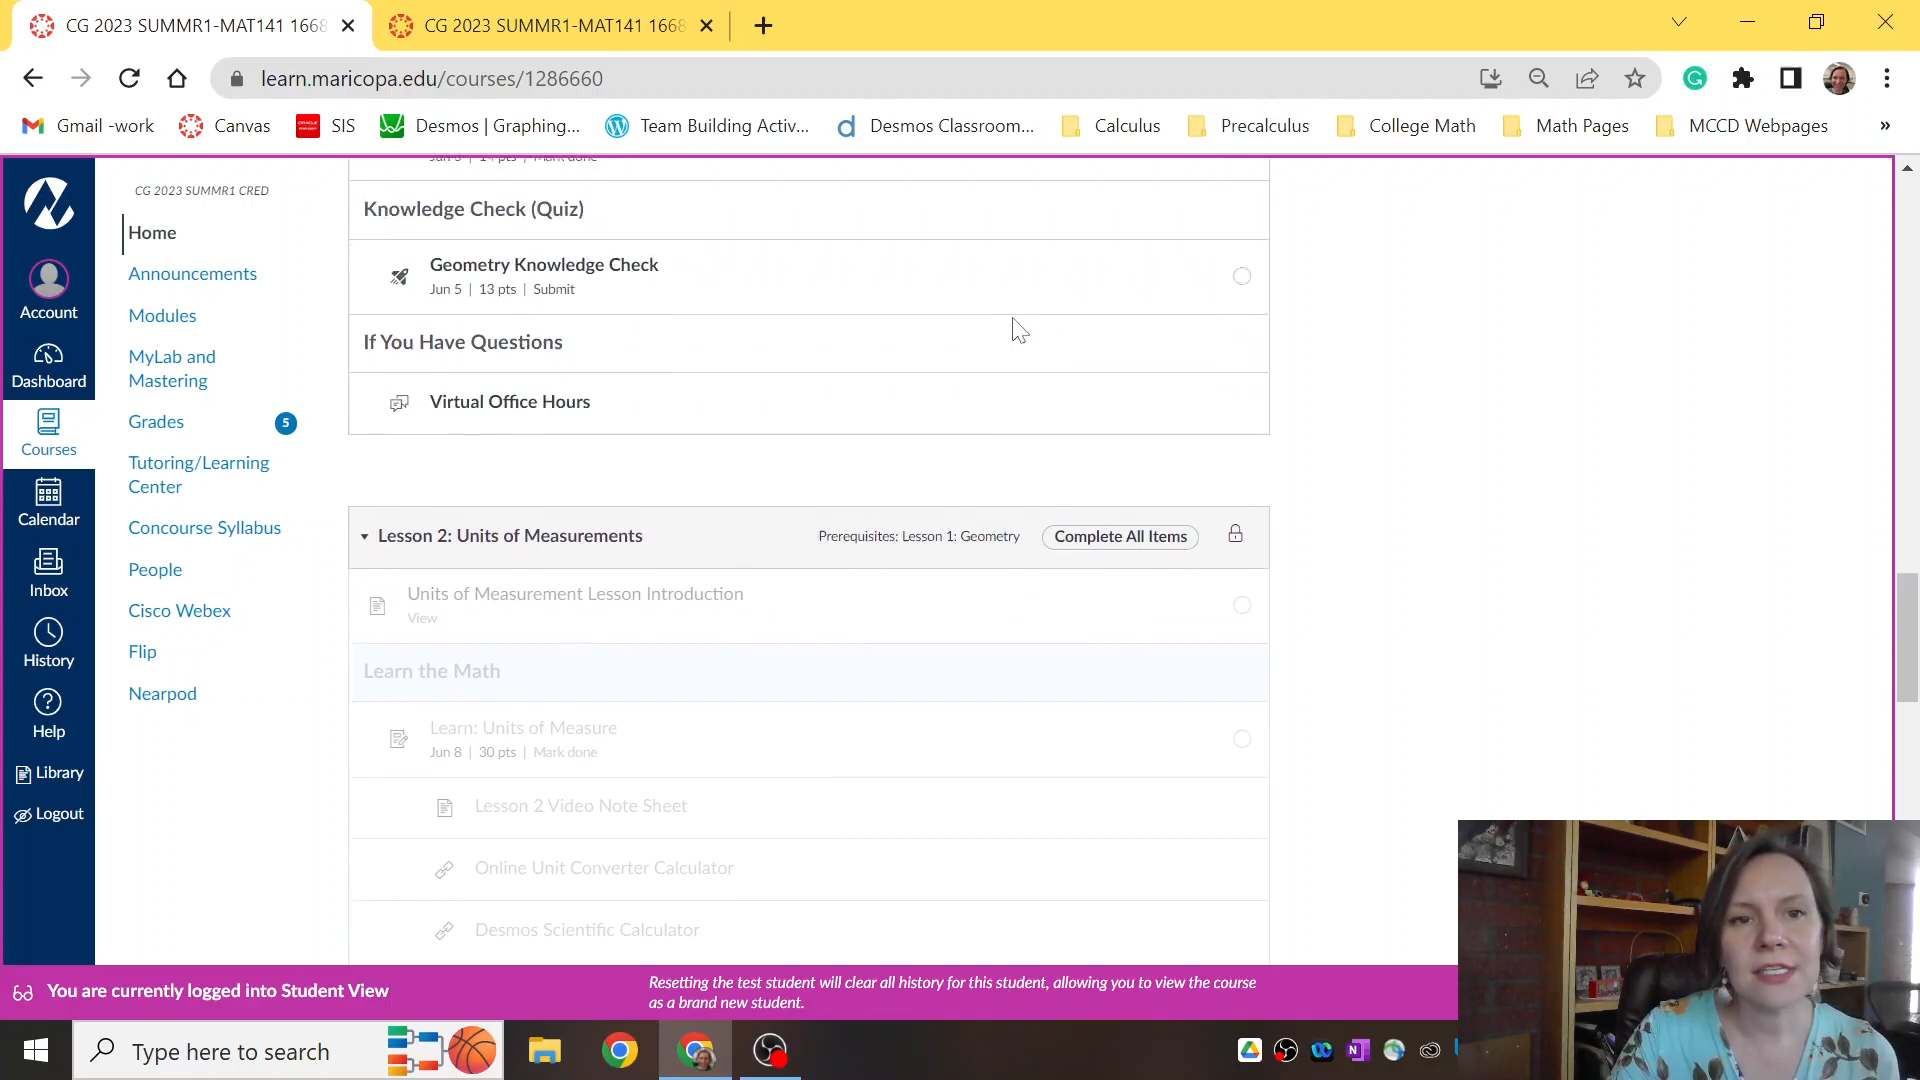 CG 2023 SUMMR1-MAT141 1668
CG 2023 SUMMR1-MAT141 1668
learn.maricopa.edu/courses/1286660
Gmail -work
Canvas
SIS
Desmos | Graphing...
Team Building Activ...
Desmos Classroom...
Calculus
Precalculus
College Math
Math Pages
MCCD Webpages
»
Account
Dashboard
Courses
Calendar
Inbox
History
Help
Library
Logout
CG 2023 SUMMR1 CRED
Home
Announcements
Modules
MyLab and
Mastering
Grades 5
Tutoring/Learning
Center
Concourse Syllabus
People
Cisco Webex
Flip
Nearpod
Knowledge Check (Quiz)
Geometry Knowledge Check
Jun 5 | 13 pts | Submit
If You Have Questions
Virtual Office Hours
Lesson 2: Units of Measurements
Prerequisites: Lesson 1: Geometry
Complete All Items
Units of Measurement Lesson Introduction
View
Learn the Math
Learn: Units of Measure
Jun 8 | 30 pts | Mark done
Lesson 2 Video Note Sheet
Online Unit Converter Calculator
Desmos Scientific Calculator
You are currently logged into Student View
Resetting the test student will clear all history for this student, allowing you to view the course
as a brand new student.
Type here to search